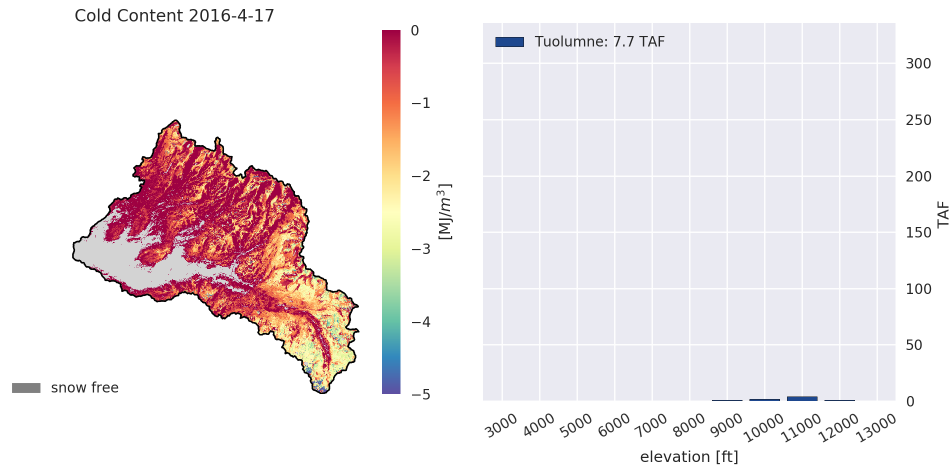 Cold Content 2016-4-17
0
−1
−2
−3
−4
−5
[MJ/m³]
snow free
Tuolumne: 7.7 TAF
300
250
200
150
100
50
0
TAF
3000 4000 5000 6000 7000 8000 9000 10000 11000 12000 13000
elevation [ft]